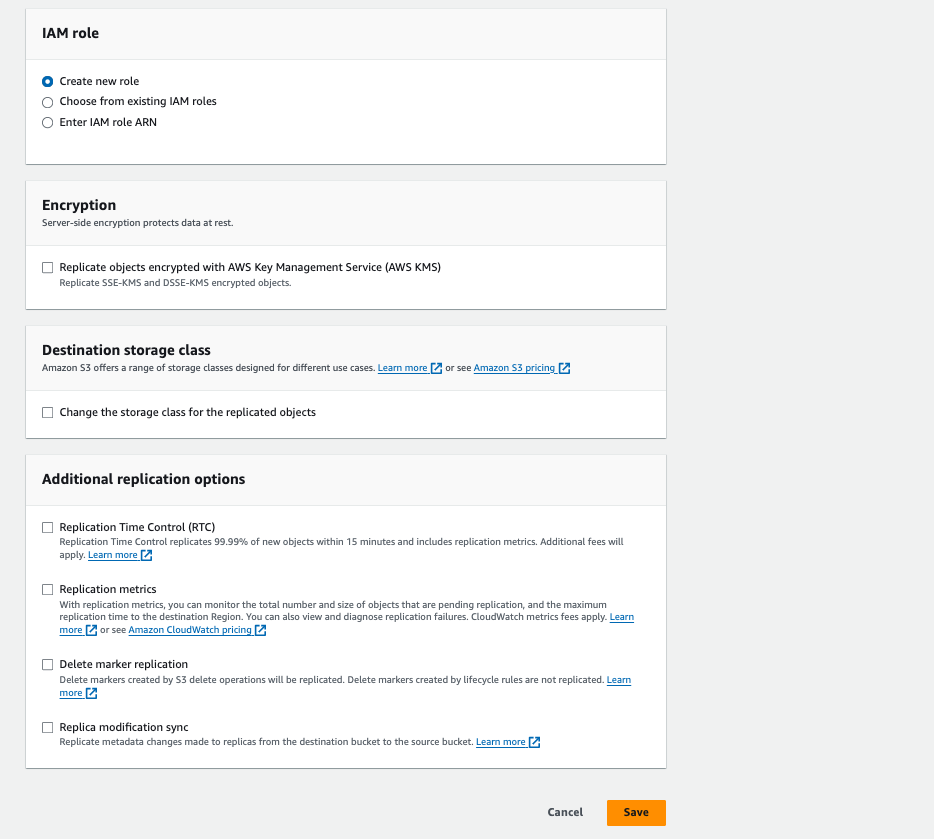 IAM role
Create new role
Choose from existing IAM roles
Enter IAM role ARN
Encryption
Server-side encryption protects data at rest.
Replicate objects encrypted with AWS Key Management Service (AWS KMS)
Replicate SSE-KMS and DSSE-KMS encrypted objects.
Destination storage class
Amazon S3 offers a range of storage classes designed for different use cases. Learn more or see Amazon S3 pricing
Change the storage class for the replicated objects
Additional replication options
Replication Time Control (RTC)
Replication Time Control replicates 99.99% of new objects within 15 minutes and includes replication metrics. Additional fees will
apply. Learn more
Replication metrics
With replication metrics, you can monitor the total number and size of objects that are pending replication, and the maximum
replication time to the destination Region. You can also view and diagnose replication failures. CloudWatch metrics fees apply. Learn
more or see Amazon CloudWatch pricing
Delete marker replication
Delete markers created by S3 delete operations will be replicated. Delete markers created by lifecycle rules are not replicated. Learn
more
Replica modification sync
Replicate metadata changes made to replicas from the destination bucket to the source bucket. Learn more
Cancel Save